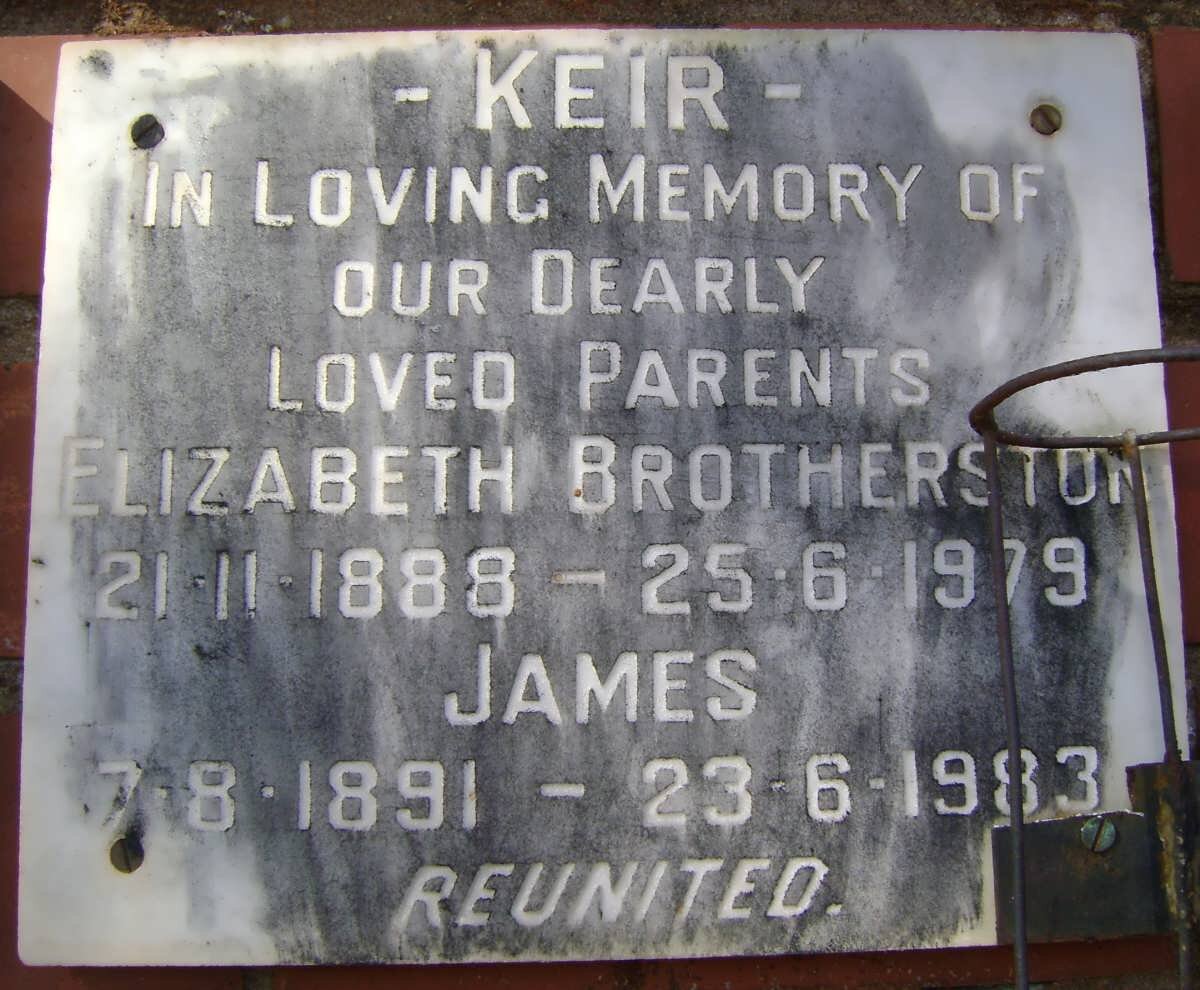 - KEIR -
IN LOVING MEMORY OF
OUR DEARLY
LOVED PARENTS
ELIZABETH BROTHERSTON
21·11·1888 - 25·6·1979
JAMES
7·8·1891 - 23·6·1983
REUNITED.